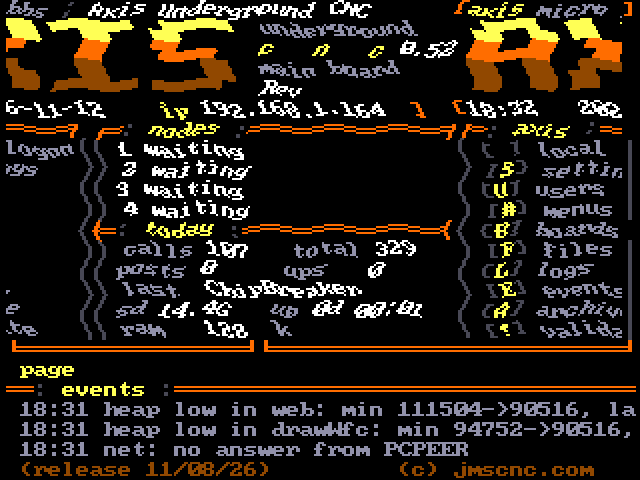 bbs : Axis Underground CNC [axis micro ]
underground
c n c 0.53
AXIS
main board
Rev
6-11-12 ip 192.168.1.164 ] [18:32
nodes : axis :
logon 1 waiting [ ] local
2 waiting [S] settin
3 waiting [U] users
4 waiting [#] menus
: today : [B] boards
calls 107 total 329 [F] files
posts 0 ups 0 [L] logs
last ChipBreaker [E] events
e sd 14.4G up 0d 00:01 [A] archiv
te ram 122 k valida
page
: events :
18:31 heap low in web: min 111504->90516, la
18:31 heap low in drawWfc: min 94752->90516,
18:31 net: no answer from PCPEER
(release 11/08/26) (c) jmscnc.com